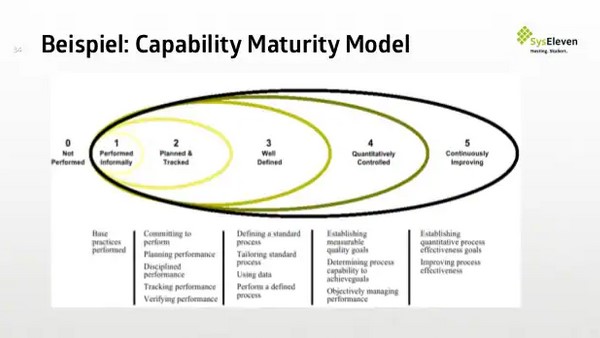 34
Beispiel: Capability Maturity Model
SysEleven
Hosting. Student.
0
Not
Performed
1
Performed
Informally
2
Planned &
Tracked
3
Well
Defined
4
Quantitatively
Controlled
5
Continuously
Improving
Base
practices
performed
Committing to
perform
Planning performance
Disciplined
performance
Tracking performance
Verifying performance
Defining a standard
process
Tailoring standard
process
Using data
Perform a defined
process
Establishing
measurable
quality goals
Determining process
capability to
achievegoals
Objectively managing
performance
Establishing
quantitative process
effectiveness goals
Improving process
effectiveness